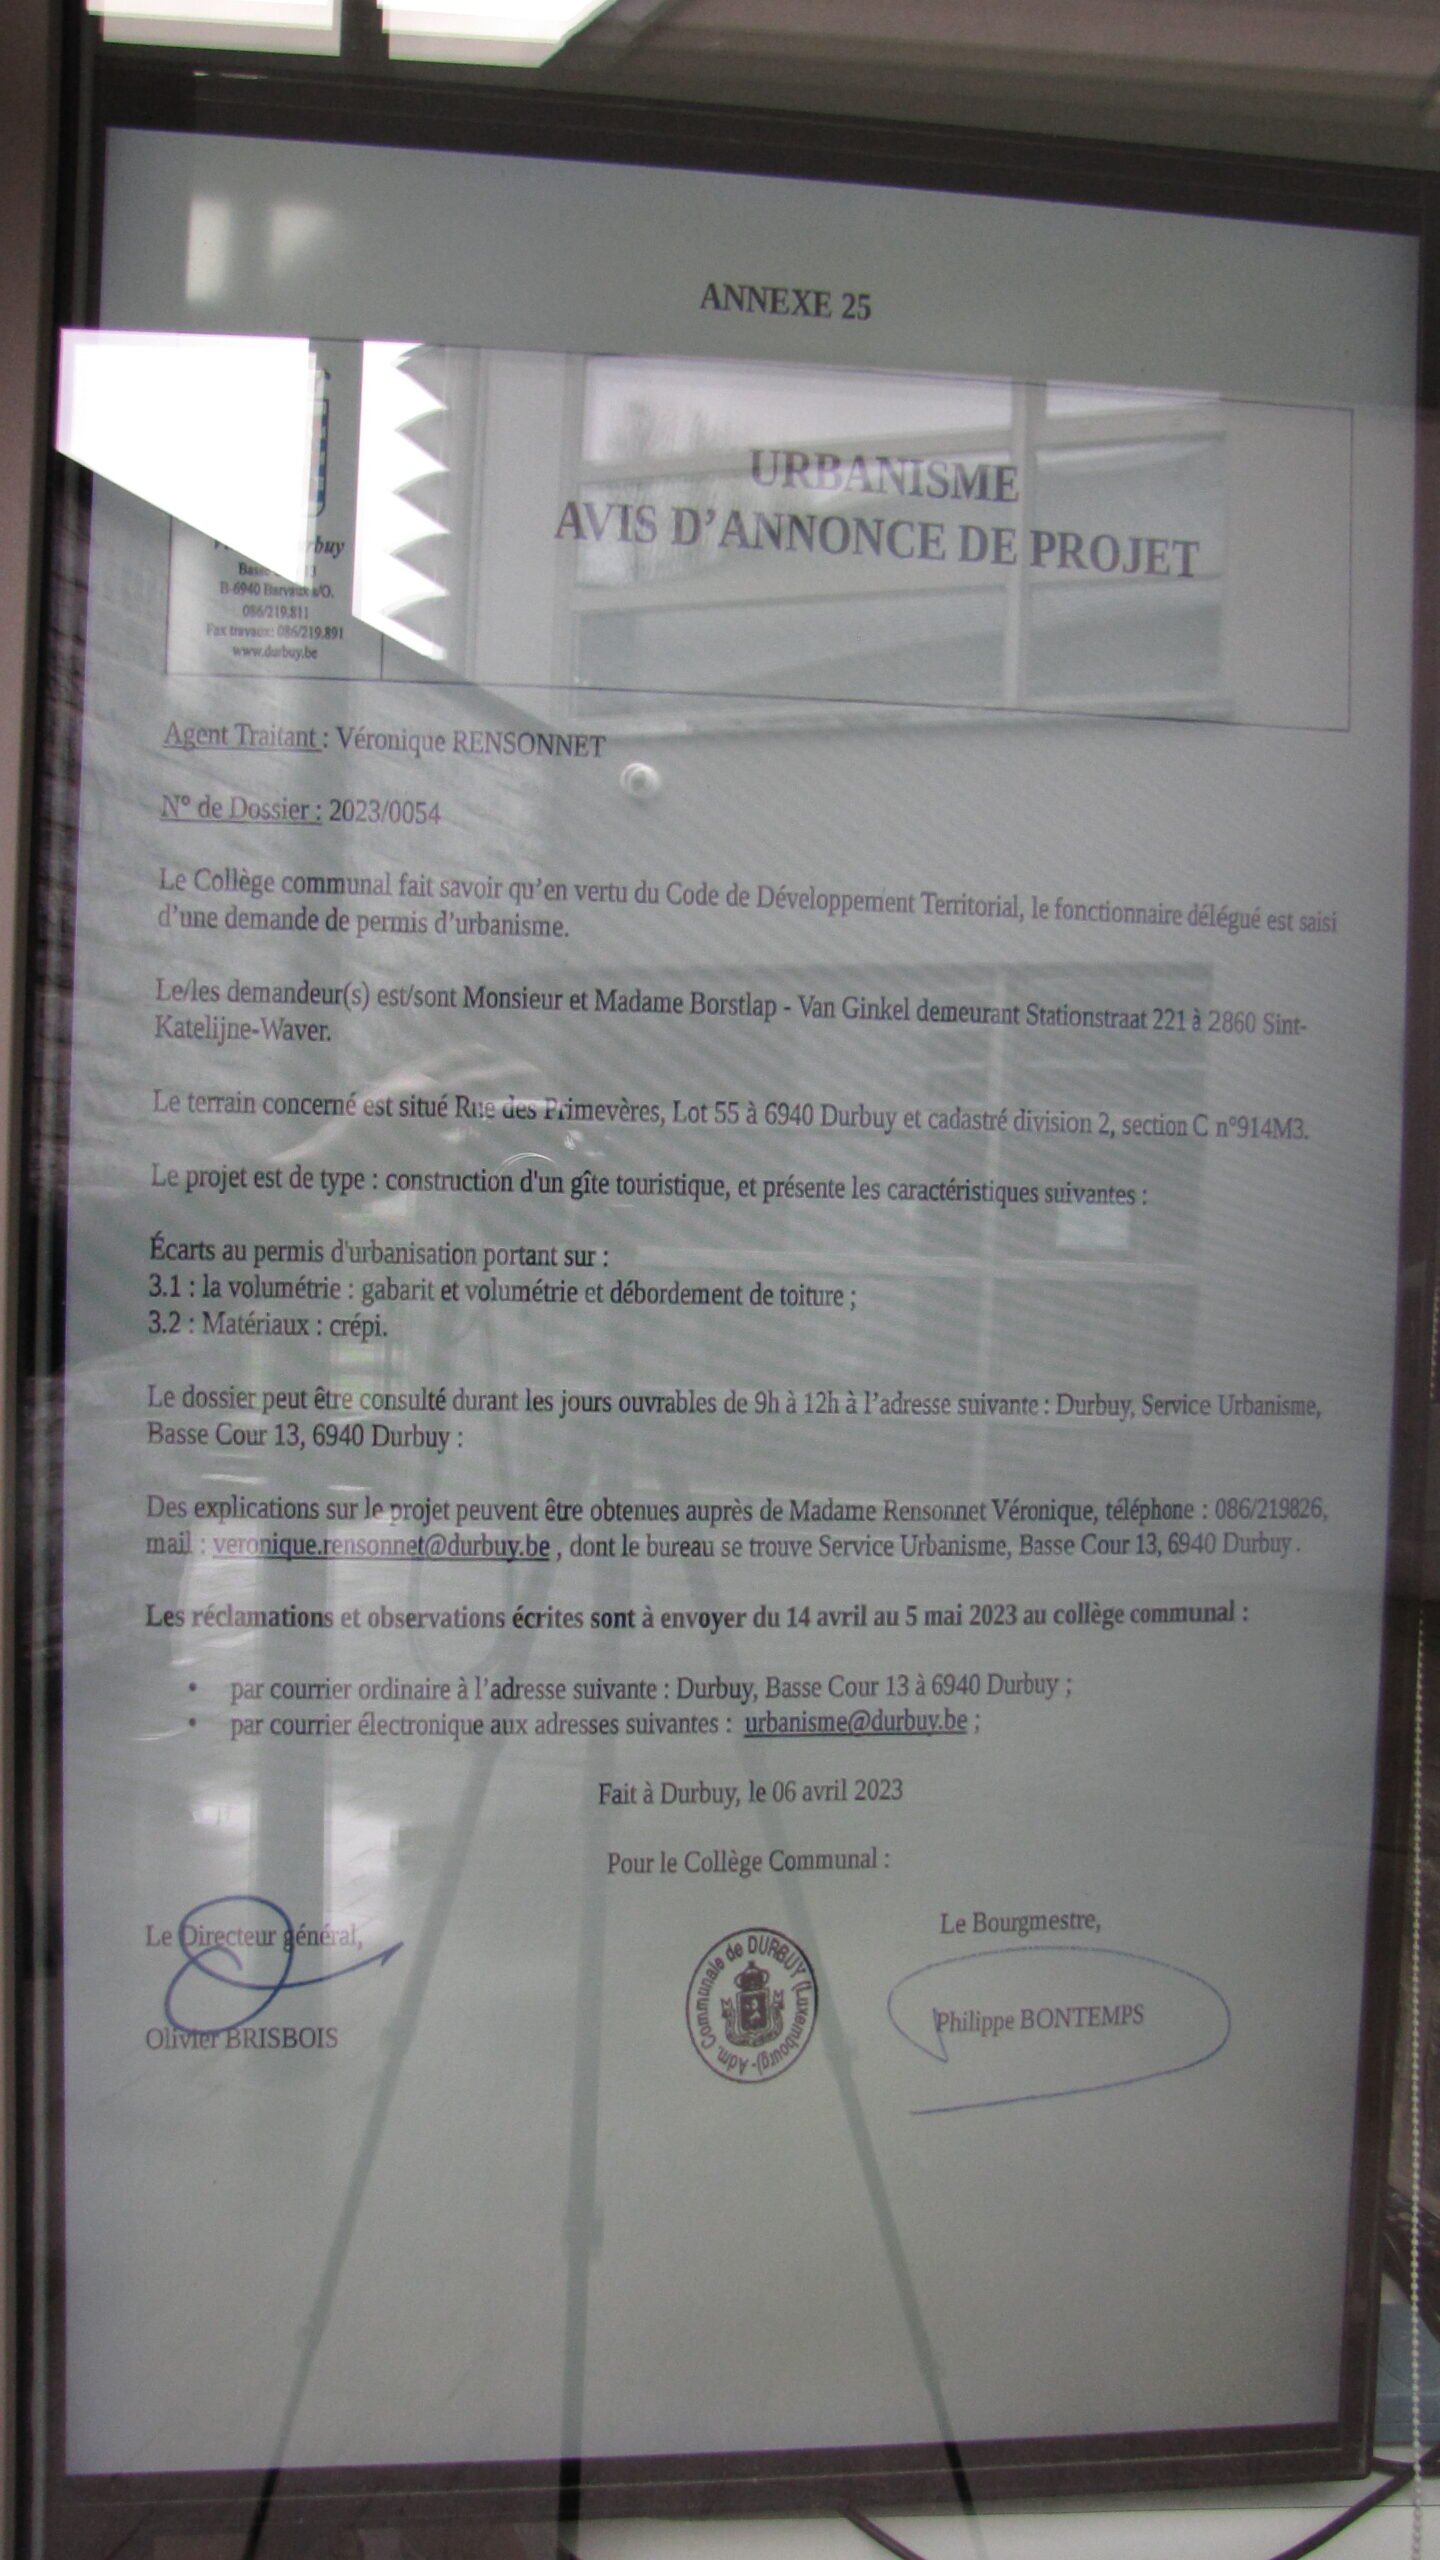 ANNEXE 25
URBANISME
AVIS D'ANNONCE DE PROJET
B-6940 Barvaux s/O.
086/219.811
Fax travaux: 086/219.891
www.durbuy.be
Agent Traitant : Véronique RENSONNET
N° de Dossier : 2023/0054
Le Collège communal fait savoir qu'en vertu du Code de Développement Territorial, le fonctionnaire délégué est saisi
d'une demande de permis d'urbanisme.
Le/les demandeur(s) est/sont Monsieur et Madame Borstlap - Van Ginkel demeurant Stationstraat 221 à 2860 Sint-
Katelijne-Waver.
Le terrain concerné est situé Rue des Primevères, Lot 55 à 6940 Durbuy et cadastré division 2, section C n°914M3.
Le projet est de type : construction d'un gîte touristique, et présente les caractéristiques suivantes :
Écarts au permis d'urbanisation portant sur :
3.1 : la volumétrie : gabarit et volumétrie et débordement de toiture ;
3.2 : Matériaux : crépi.
Le dossier peut être consulté durant les jours ouvrables de 9h à 12h à l'adresse suivante : Durbuy, Service Urbanisme,
Basse Cour 13, 6940 Durbuy :
Des explications sur le projet peuvent être obtenues auprès de Madame Rensonnet Véronique, téléphone : 086/219826,
mail : veronique.rensonnet@durbuy.be , dont le bureau se trouve Service Urbanisme, Basse Cour 13, 6940 Durbuy .
Les réclamations et observations écrites sont à envoyer du 14 avril au 5 mai 2023 au collège communal :
• par courrier ordinaire à l'adresse suivante : Durbuy, Basse Cour 13 à 6940 Durbuy ;
• par courrier électronique aux adresses suivantes : urbanisme@durbuy.be ;
Fait à Durbuy, le 06 avril 2023
Pour le Collège Communal :
Le Directeur général,
Le Bourgmestre,
Adm. Communale de DURBUY (Luxembourg)-
Olivier BRISBOIS
Philippe BONTEMPS